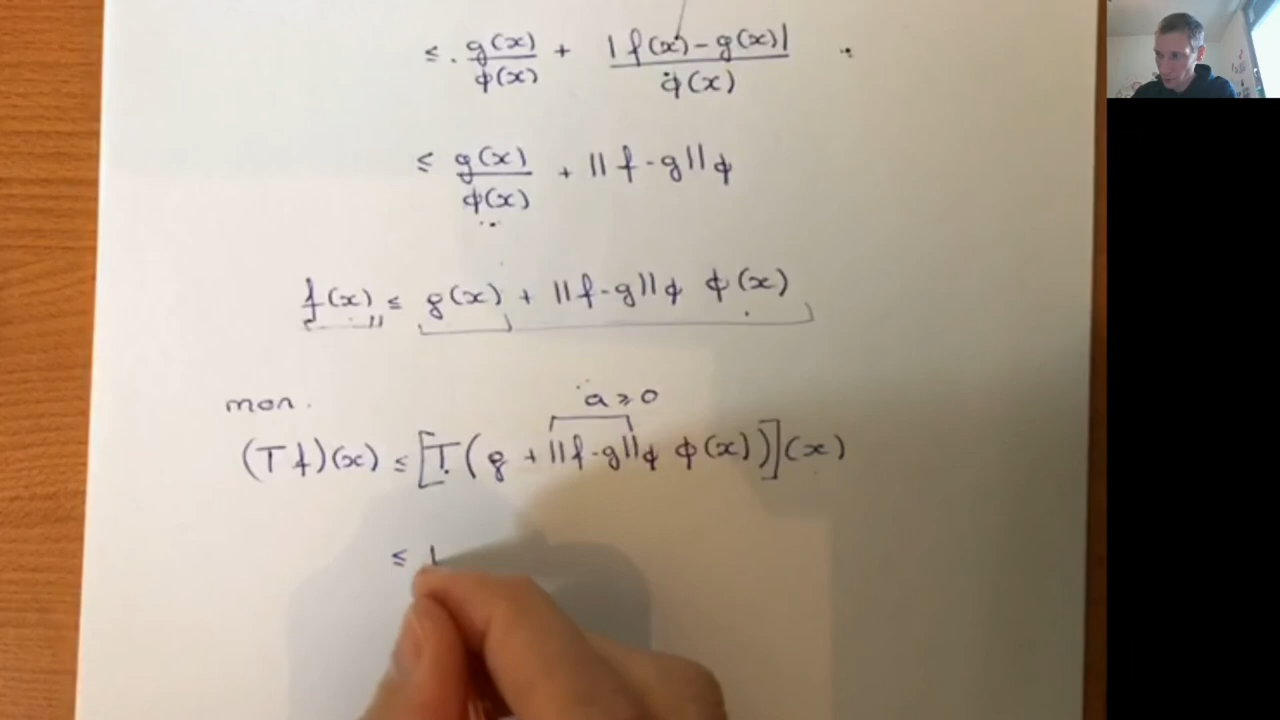 ≤ . g(x)/ϕ(x) + |f(x)-g(x)|/ϕ(x)
≤ g(x)/ϕ(x) + ||f-g||ϕ
f(x) ≤ g(x) + ||f-g||ϕ ϕ(x)
mon. a ≥ 0
(Tf)(x) ≤ [T(g + ||f-g||ϕ ϕ(x))](x)
≤